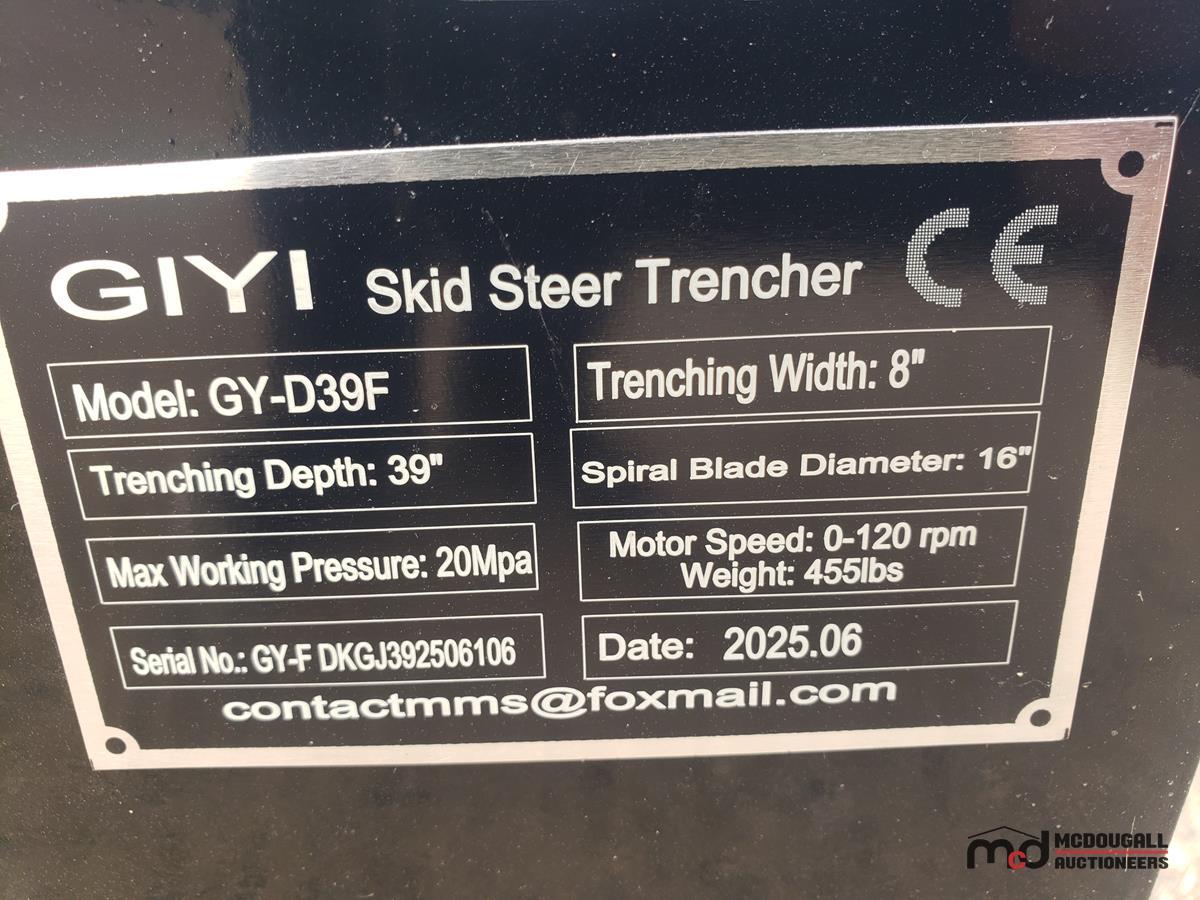 GIYI Skid Steer Trencher CE
Model: GY-D39F
Trenching Width: 8"
Trenching Depth: 39"
Spiral Blade Diameter: 16"
Max Working Pressure: 20Mpa
Motor Speed: 0-120 rpm
Weight: 455lbs
Serial No.: GY-F DKGJ392506106
Date: 2025.06
contactmms@foxmail.com
mcd MCDOUGALL
AUCTIONEERS